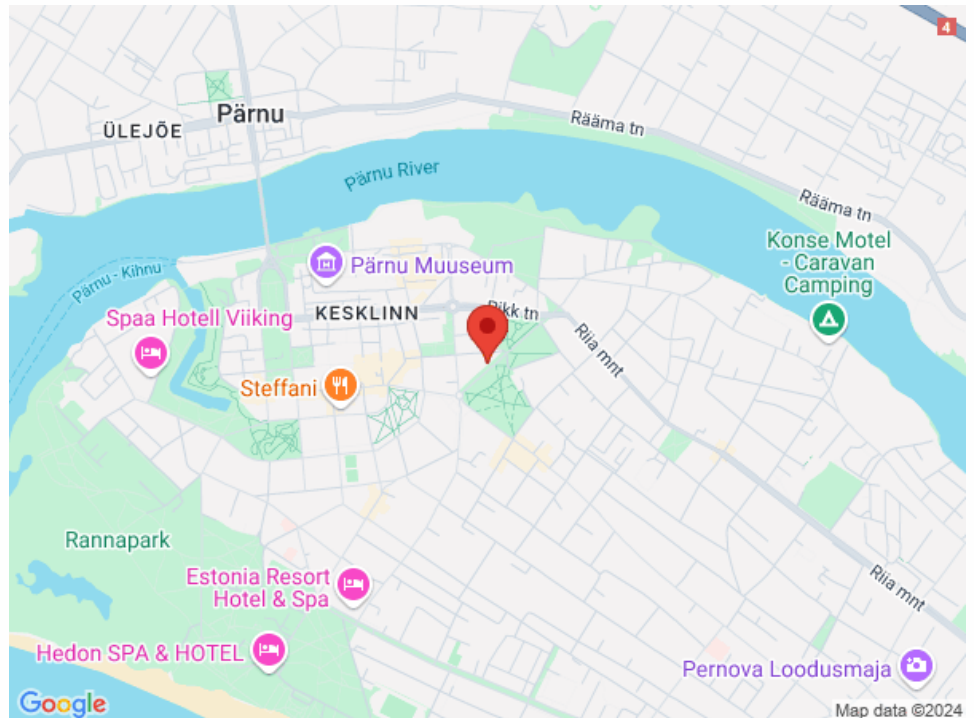 4
Pärnu
ÜLEJÕE
Rääma tn
Pärnu River
Rääma tn
Konse Motel
- Caravan
Camping
Pärnu - Kihnu
Pärnu Muuseum
Spaa Hotell Viiking
KESKLINN
Pikk tn
Riia mnt
Steffani
Rannapark
Estonia Resort
Hotel & Spa
Riia mnt
Hedon SPA & HOTEL
Pernova Loodusmaja
Google
Map data ©2024